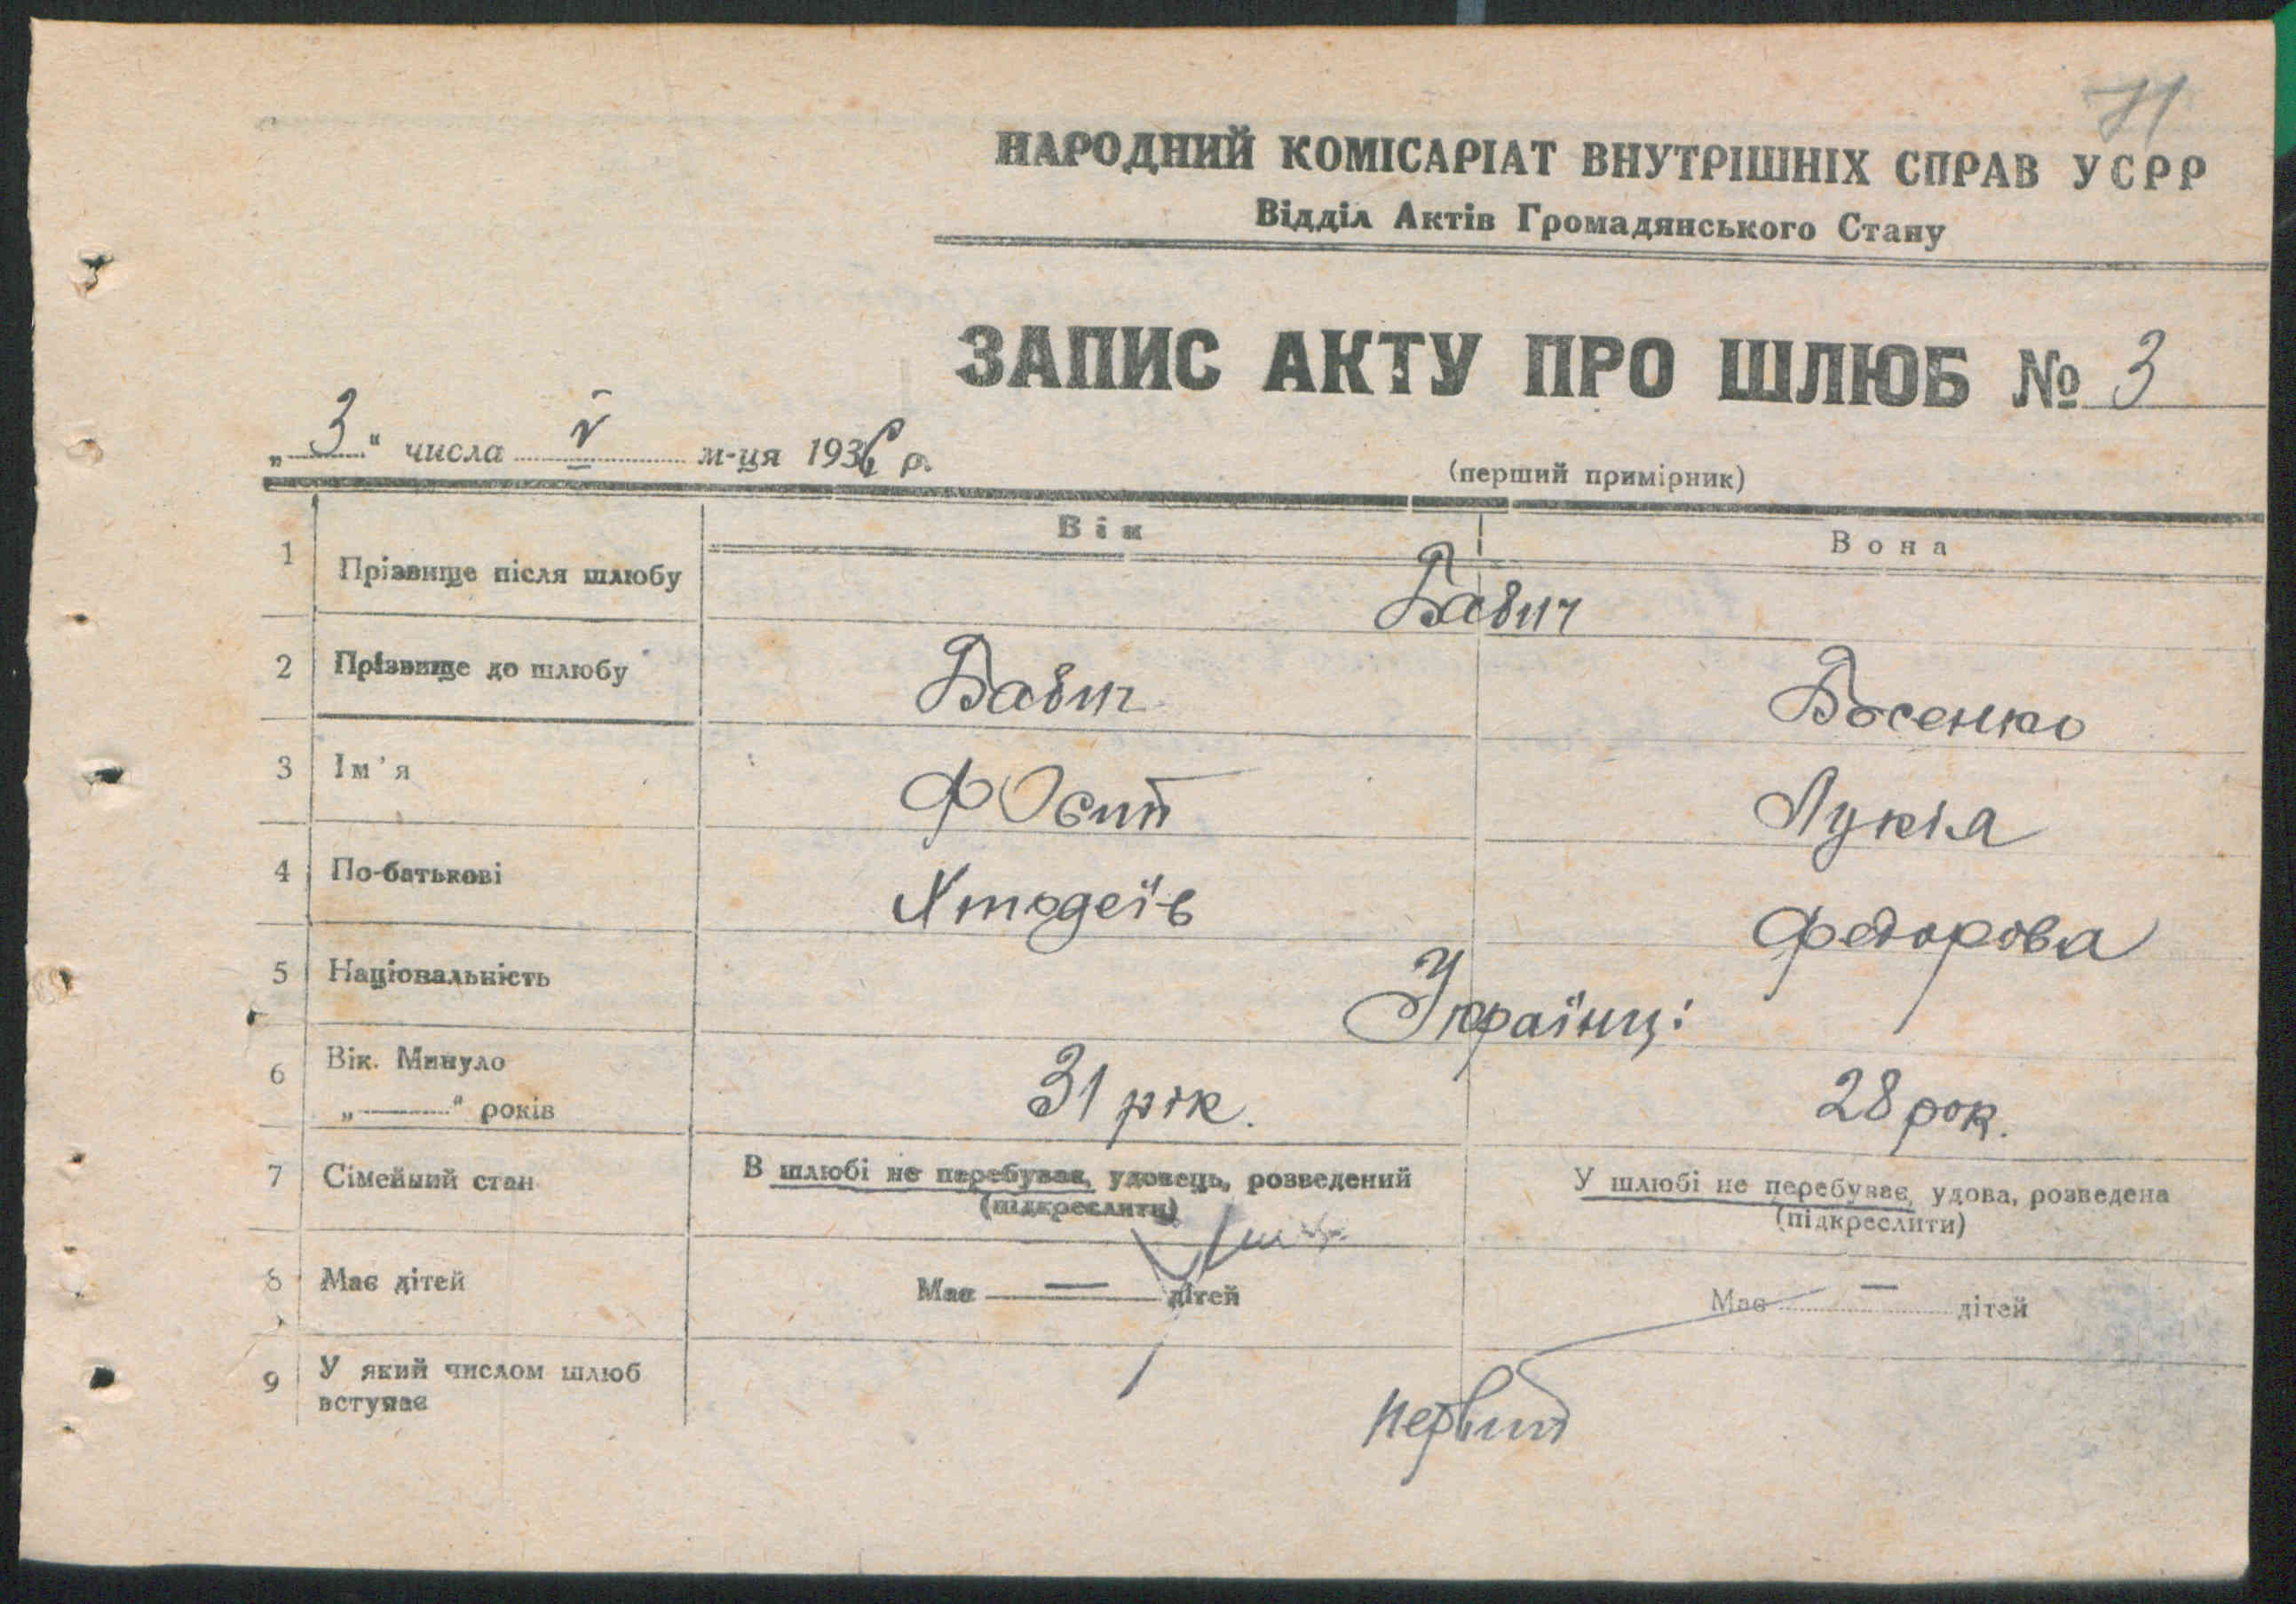 71
НАРОДНИЙ КОМІСАРІАТ ВНУТРІШНІХ СПРАВ УСРР
Відділ Актів Громадянського Стану
ЗАПИС АКТУ ПРО ШЛЮБ № 3
„3“ числа V м-ця 1936 р.
(перший примірник)
Він Вона
1 Прізвище після шлюбу Бабич
2 Прізвище до шлюбу Бабич Босенко
3 Ім'я Лукія
4 По-батькові Федорова
5 Національність Українці
6 Вік. Минуло
„——“ років 31 рік. 28 рок.
7 Сімейний стан В шлюбі не перебуває, удовець, розведений У шлюбі не перебуває, удова, розведена
(підкреслити) (підкреслити)
8 Має дітей Має — дітей Має — дітей
9 У який числом шлюб
вступає первий